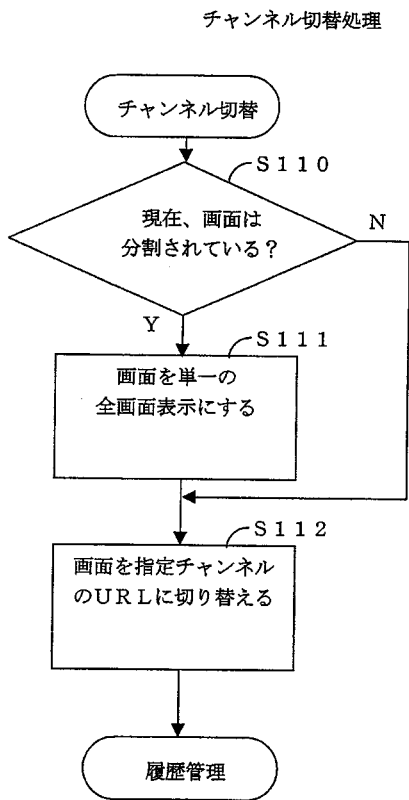 チャンネル切替処理
チャンネル切替
S110
現在、画面は
分割されている?
N
Y
S111
画面を単一の
全画面表示にする
S112
画面を指定チャンネル
のURLに切り替える
履歴管理